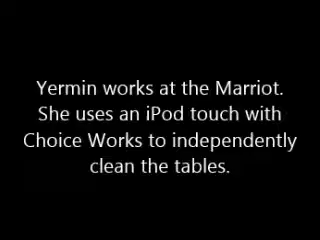 Yermin works at the Marriot.
She uses an iPod touch with
Choice Works to independently
clean the tables.